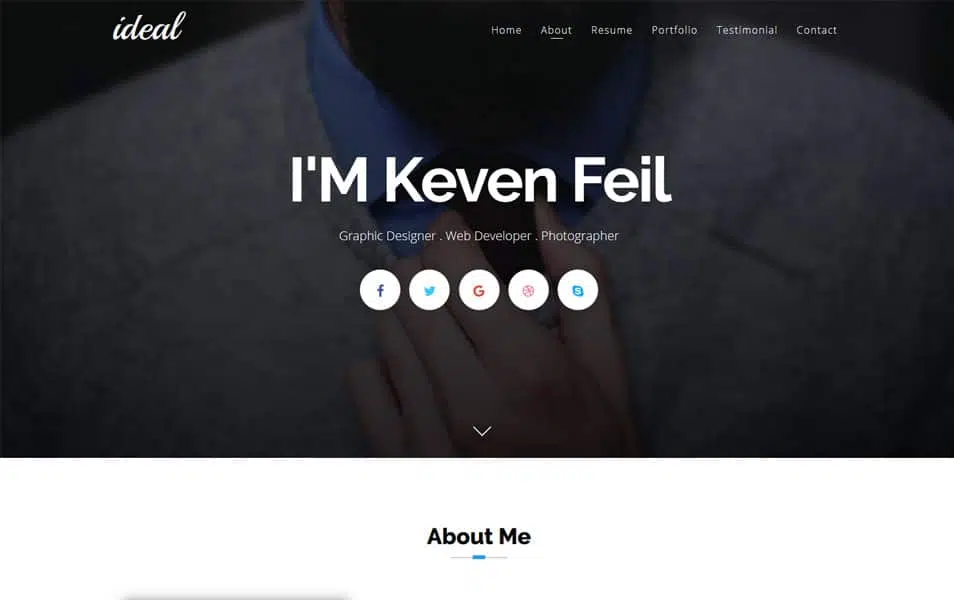 ideal
Home About Resume Portfolio Testimonial Contact
I'M Keven Feil
Graphic Designer . Web Developer . Photographer
About Me